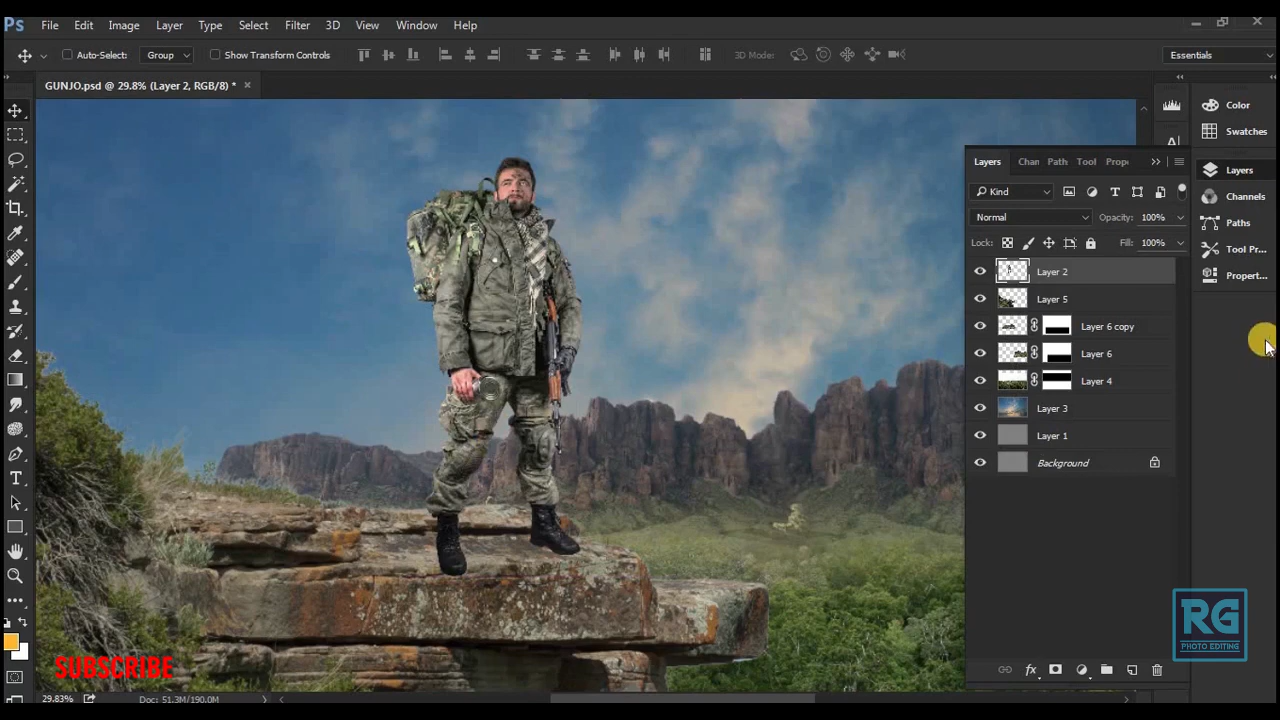 Ps File Edit Image Layer Type Select Filter 3D View Window Help
Auto-Select: Group Show Transform Controls 3D Mode: Essentials
GUNJO.psd @ 29.8% (Layer 2, RGB/8) * ×
Color
Swatches
Layers
Channels
Paths
Tool Pr...
Propert...
Layers Chan Path Tool Prop
Kind
Normal Opacity: 100%
Lock: Fill: 100%
Layer 2
Layer 5
Layer 6 copy
Layer 6
Layer 4
Layer 3
Layer 1
Background
fx
RG
PHOTO EDITING
SUBSCRIBE
29.83% Doc: 51.3M/190.0M